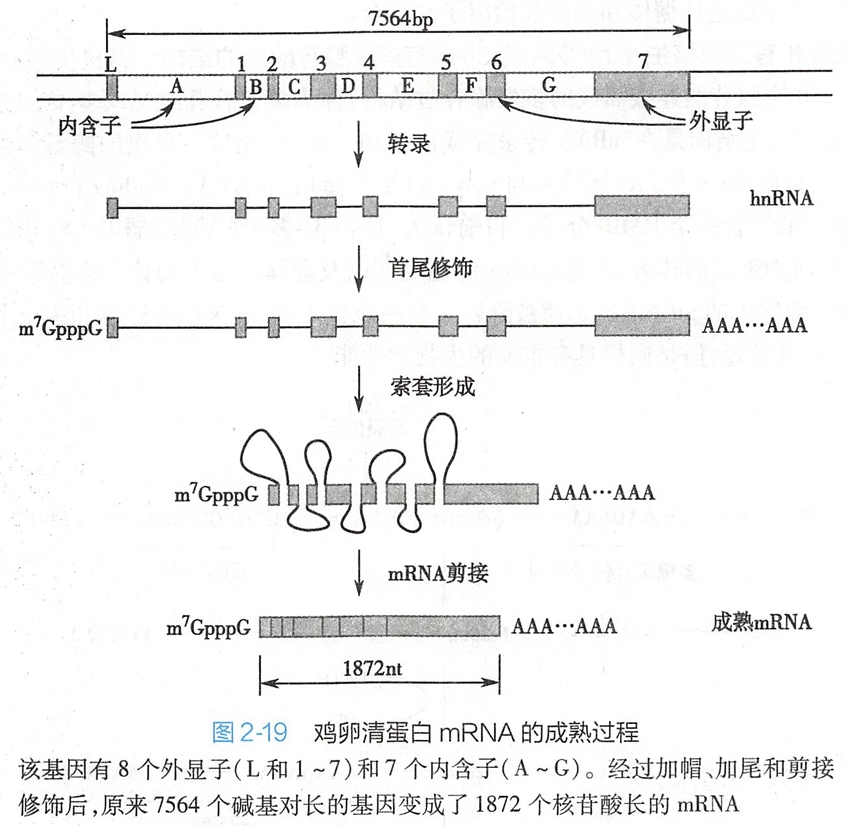 7564bp
L 1 2 3 4 5 6 7
A B C D E F G
内含子 外显子
转录
hnRNA
首尾修饰
m⁷GpppG AAA…AAA
索套形成
m⁷GpppG AAA…AAA
mRNA剪接
m⁷GpppG AAA…AAA 成熟mRNA
1872nt
图 2-19 鸡卵清蛋白 mRNA 的成熟过程
该基因有 8 个外显子(L 和 1～7)和 7 个内含子(A～G)。经过加帽、加尾和剪接
修饰后,原来 7564 个碱基对长的基因变成了 1872 个核苷酸长的 mRNA